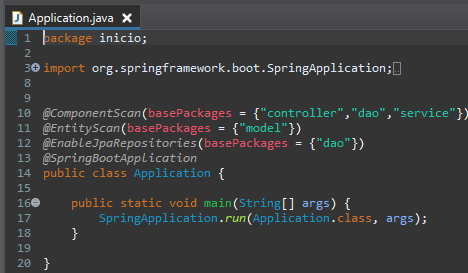 Application.java
1 package inicio;
2
3 import org.springframework.boot.SpringApplication;
8
9
10 @ComponentScan(basePackages = {"controller","dao","service"})
11 @EntityScan(basePackages = {"model"})
12 @EnableJpaRepositories(basePackages = {"dao"})
13 @SpringBootApplication
14 public class Application {
15
16 public static void main(String[] args) {
17 SpringApplication.run(Application.class, args);
18 }
19
20 }